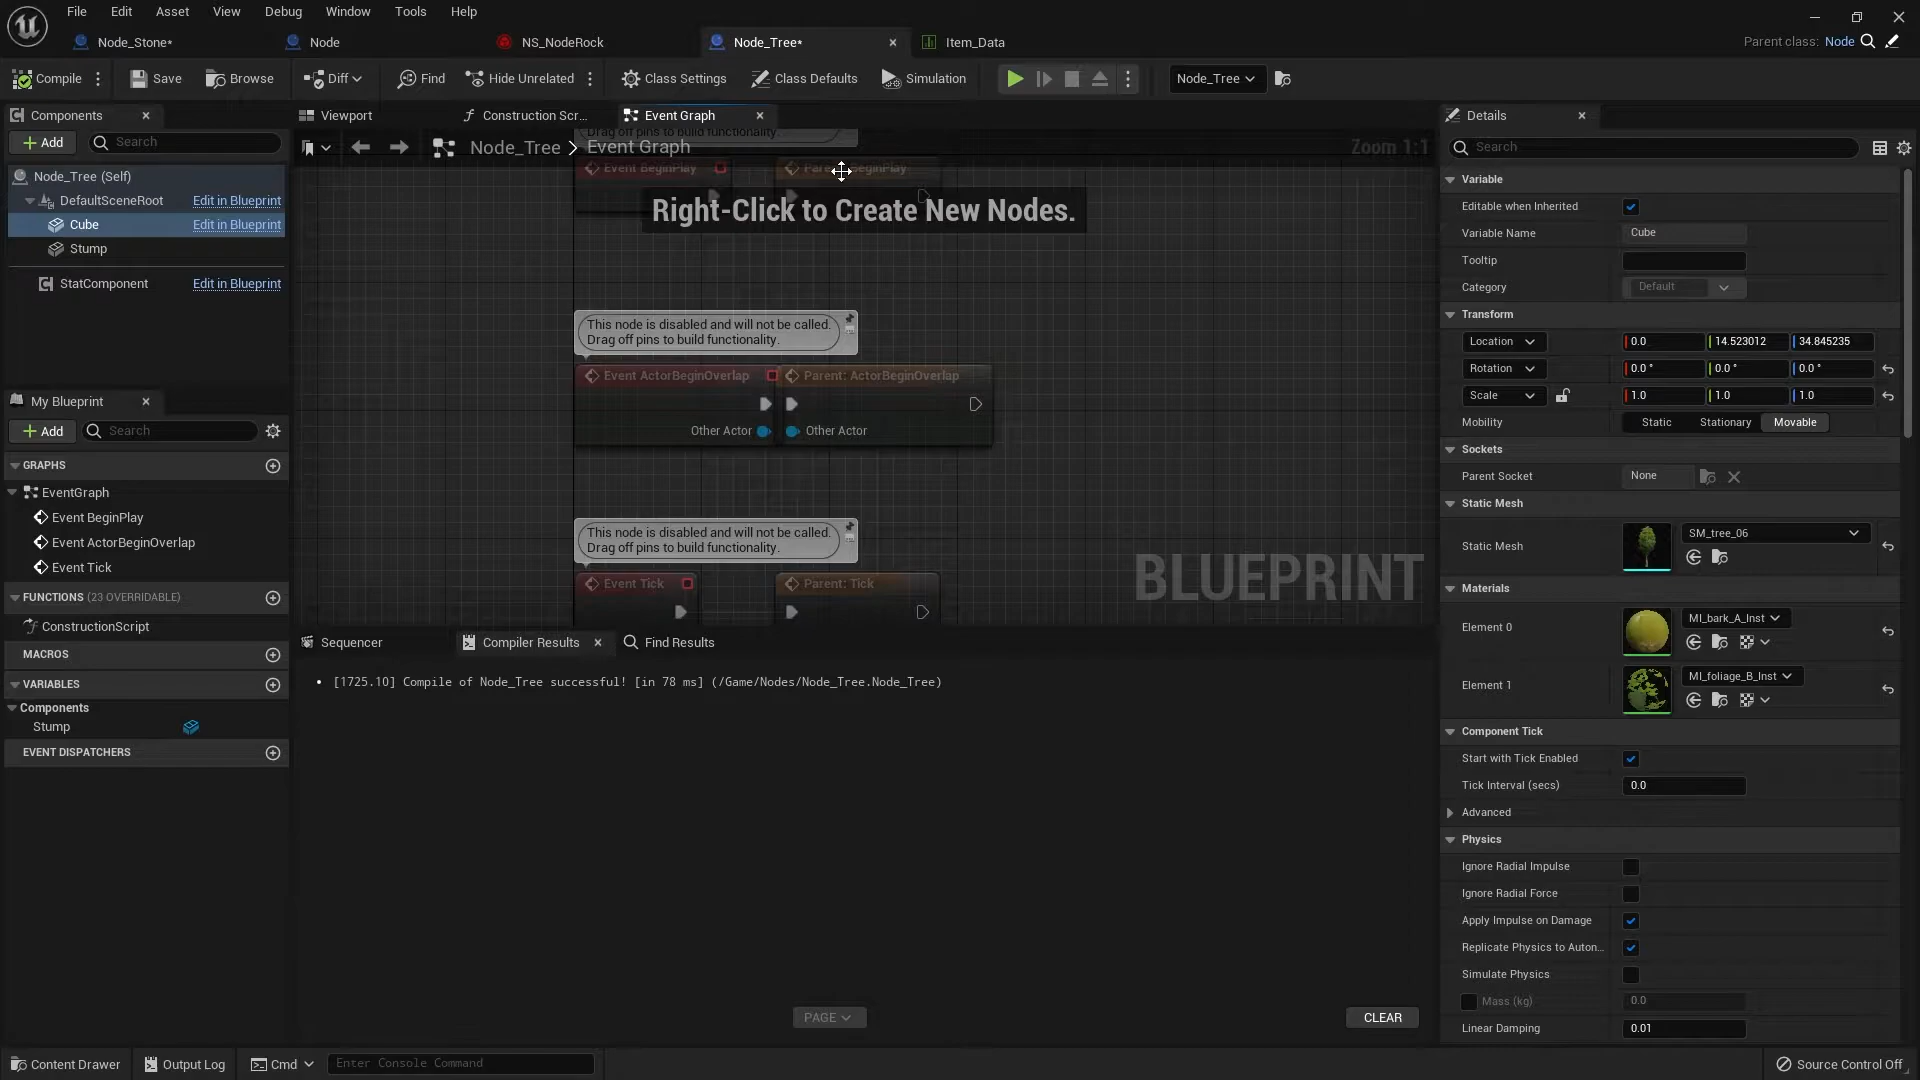 File Edit Asset View Debug Window Tools Help
Node_Stone* Node NS_NodeRock Node_Tree* Item_Data Parent class: Node
Compile Save Browse Diff Find Hide Unrelated Class Settings Class Defaults Simulation Node_Tree
Components
Add Search
Node_Tree (Self)
DefaultSceneRoot Edit in Blueprint
Cube Edit in Blueprint
Stump
StatComponent Edit in Blueprint
My Blueprint
Add Search
GRAPHS
EventGraph
Event BeginPlay
Event ActorBeginOverlap
Event Tick
FUNCTIONS (23 OVERRIDABLE)
ConstructionScript
MACROS
VARIABLES
Components
Stump
EVENT DISPATCHERS
Viewport Construction Scr... Event Graph
Drag off pins to build functionality.
Node_Tree > Event Graph Zoom 1:1
Event BeginPlay Parent: BeginPlay
Right-Click to Create New Nodes.
This node is disabled and will not be called.
Drag off pins to build functionality.
Event ActorBeginOverlap Parent: ActorBeginOverlap
Other Actor Other Actor
This node is disabled and will not be called.
Drag off pins to build functionality.
Event Tick Parent: Tick
BLUEPRINT
Sequencer Compiler Results Find Results
[1725.10] Compile of Node_Tree successful! [in 78 ms] (/Game/Nodes/Node_Tree.Node_Tree)
PAGE CLEAR
Details
Search
Variable
Editable when Inherited
Variable Name Cube
Tooltip
Category Default
Transform
Location 0.0 14.523012 34.845235
Rotation 0.0 ° 0.0 ° 0.0 °
Scale 1.0 1.0 1.0
Mobility Static Stationary Movable
Sockets
Parent Socket None
Static Mesh
Static Mesh SM_tree_06
Materials
Element 0 MI_bark_A_Inst
Element 1 MI_foliage_B_Inst
Component Tick
Start with Tick Enabled
Tick Interval (secs) 0.0
Advanced
Physics
Ignore Radial Impulse
Ignore Radial Force
Apply Impulse on Damage
Replicate Physics to Auton...
Simulate Physics
Mass (kg) 0.0
Linear Damping 0.01
Content Drawer Output Log Cmd Enter Console Command Source Control Off